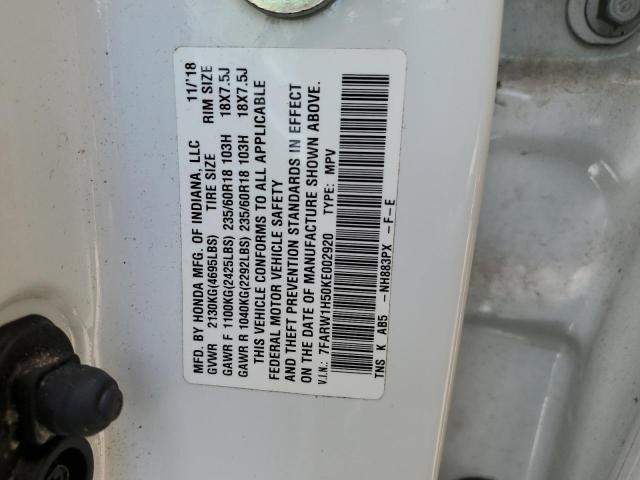 MFD. BY HONDA MFG. OF INDIANA, LLC 11/'18
GVWR 2130KG(4695LBS) TIRE SIZE RIM SIZE
GAWR F 1100KG(2425LBS) 235/60R18 103H 18X7.5J
GAWR R 1040KG(2292LBS) 235/60R18 103H 18X7.5J
THIS VEHICLE CONFORMS TO ALL APPLICABLE
FEDERAL MOTOR VEHICLE SAFETY
AND THEFT PREVENTION STANDARDS IN EFFECT
ON THE DATE OF MANUFACTURE SHOWN ABOVE.
V.I.N.: 7FARW1H50KE002920 TYPE: MPV
TNS K AB5 -NH883PX -F-E